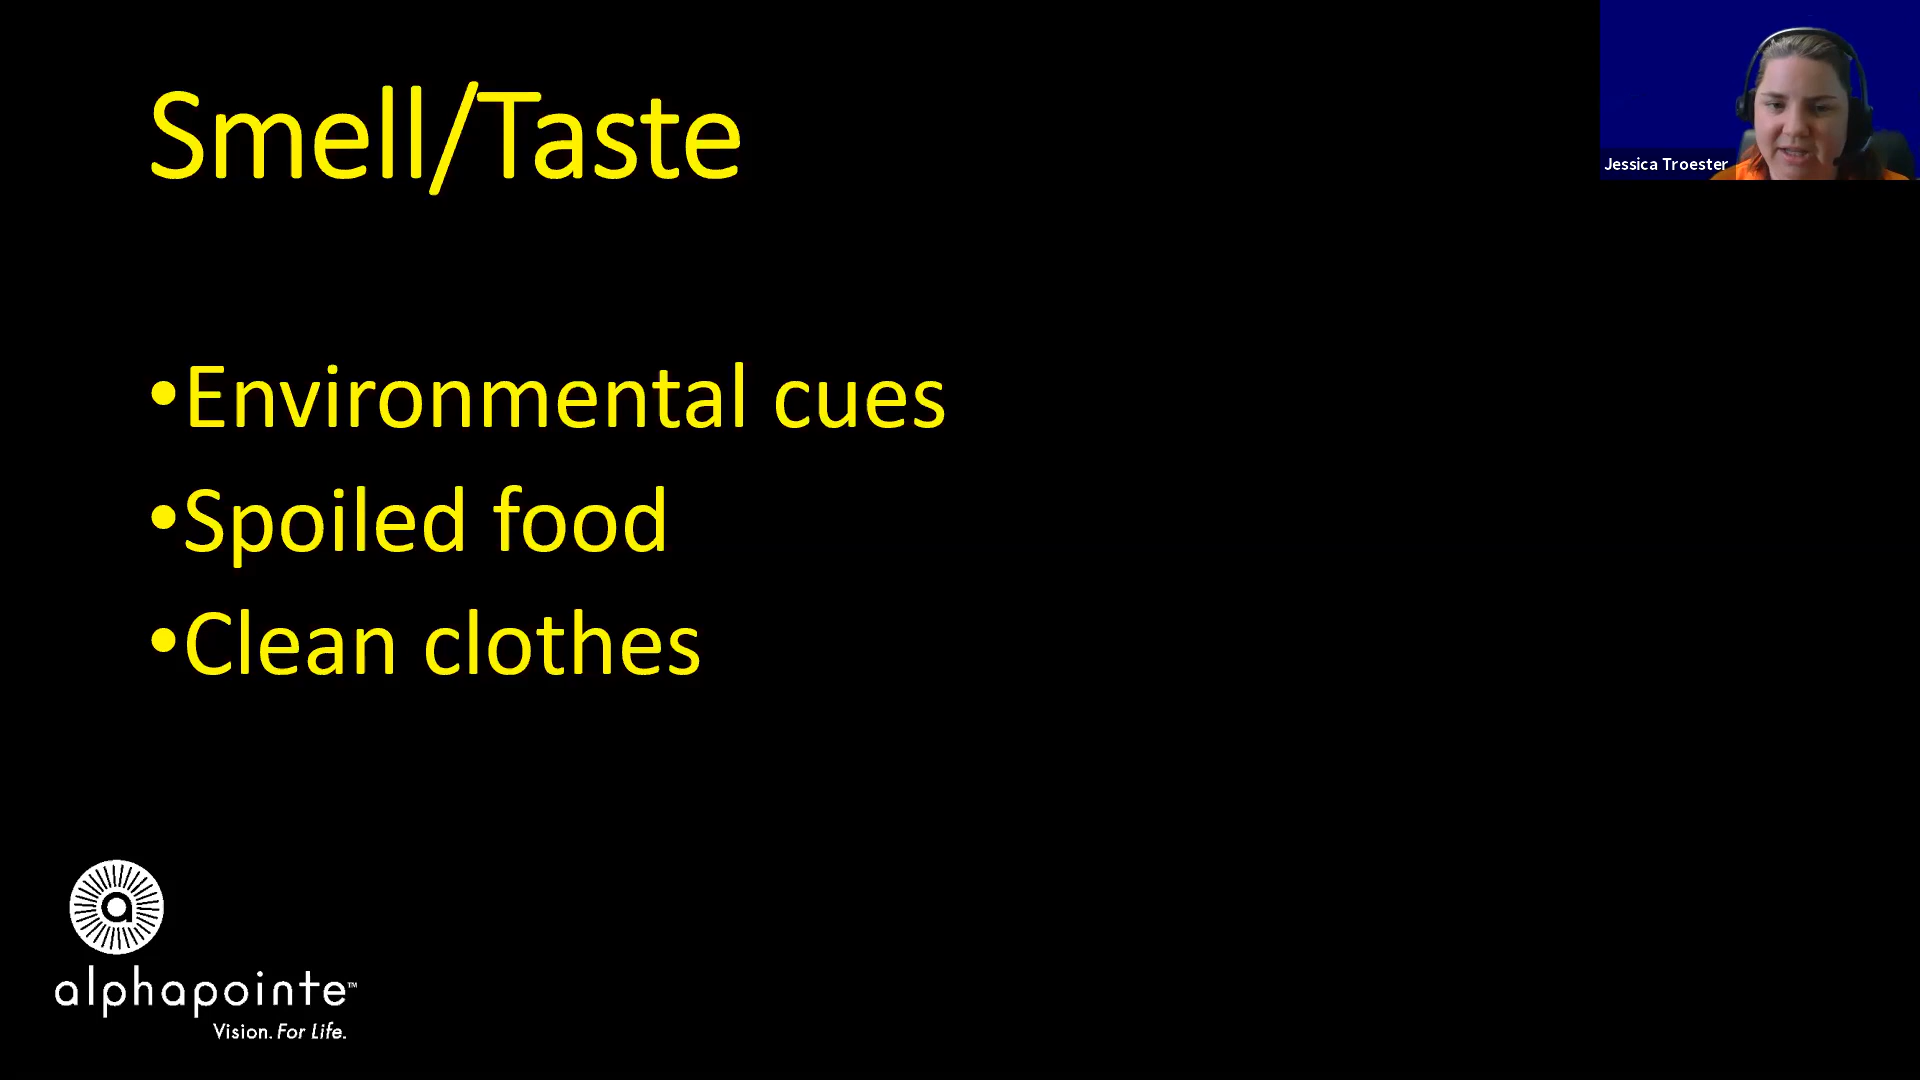 Smell/Taste
Jessica Troester
•Environmental cues
•Spoiled food
•Clean clothes
a
alphapointe™
Vision. For Life.